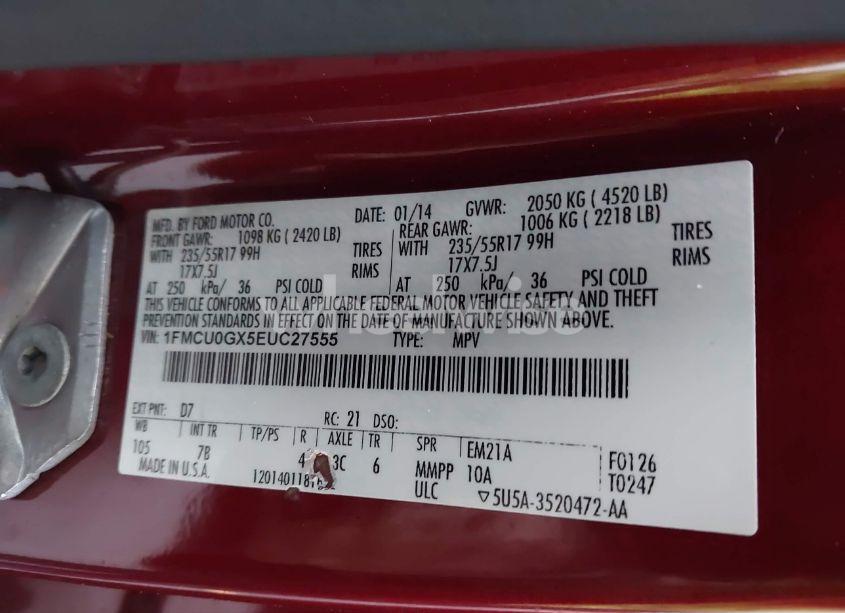 MFD. BY FORD MOTOR CO. DATE: 01/14 GVWR: 2050 KG ( 4520 LB)
FRONT GAWR: 1098 KG ( 2420 LB) REAR GAWR: 1006 KG ( 2218 LB)
WITH 235/55R17 99H TIRES WITH 235/55R17 99H TIRES
17X7.5J RIMS 17X7.5J RIMS
AT 250 kPa/ 36 PSI COLD AT 250 kPa/ 36 PSI COLD
THIS VEHICLE CONFORMS TO ALL APPLICABLE FEDERAL MOTOR VEHICLE SAFETY AND THEFT
PREVENTION STANDARDS IN EFFECT ON THE DATE OF MANUFACTURE SHOWN ABOVE.
VIN: 1FMCU0GX5EUC27555 TYPE: MPV
EXT PNT: D7 RC: 21 DSO:
WB INT TR TP/PS R AXLE TR SPR EM21A F0126
105 7B 4 3C 6 MMPP 10A T0247
MADE IN U.S.A. ULC ▽5U5A-3520472-AA